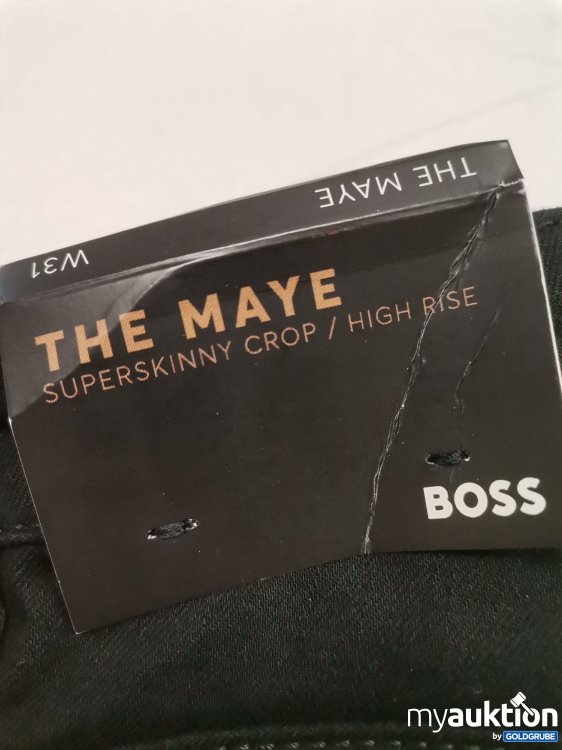 THE MAYE
W31
THE MAYE
SUPERSKINNY CROP / HIGH RISE
BOSS
myauktion
by GOLDGRUBE